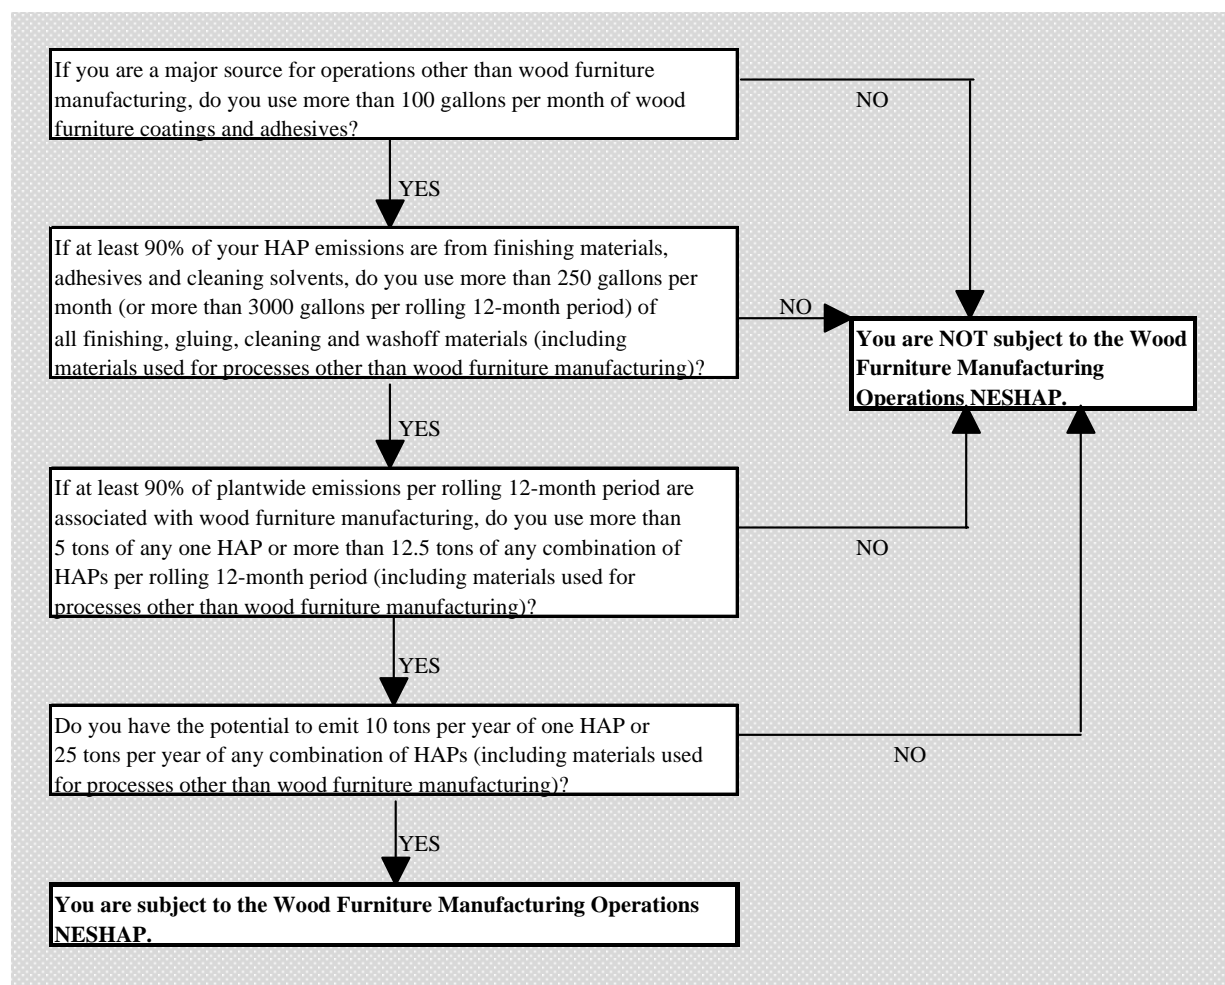 If you are a major source for operations other than wood furniture
manufacturing, do you use more than 100 gallons per month of wood
furniture coatings and adhesives?
NO
YES
If at least 90% of your HAP emissions are from finishing materials,
adhesives and cleaning solvents, do you use more than 250 gallons per
month (or more than 3000 gallons per rolling 12-month period) of
all finishing, gluing, cleaning and washoff materials (including
materials used for processes other than wood furniture manufacturing)?
NO
You are NOT subject to the Wood
Furniture Manufacturing
Operations NESHAP.
YES
If at least 90% of plantwide emissions per rolling 12-month period are
associated with wood furniture manufacturing, do you use more than
5 tons of any one HAP or more than 12.5 tons of any combination of
HAPs per rolling 12-month period (including materials used for
processes other than wood furniture manufacturing)?
NO
YES
Do you have the potential to emit 10 tons per year of one HAP or
25 tons per year of any combination of HAPs (including materials used
for processes other than wood furniture manufacturing)?
NO
YES
You are subject to the Wood Furniture Manufacturing Operations
NESHAP.